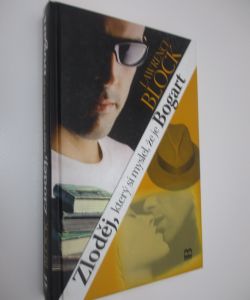 LAWRENCE
BLOCK
Zloděj, který si myslel, že je Bogart